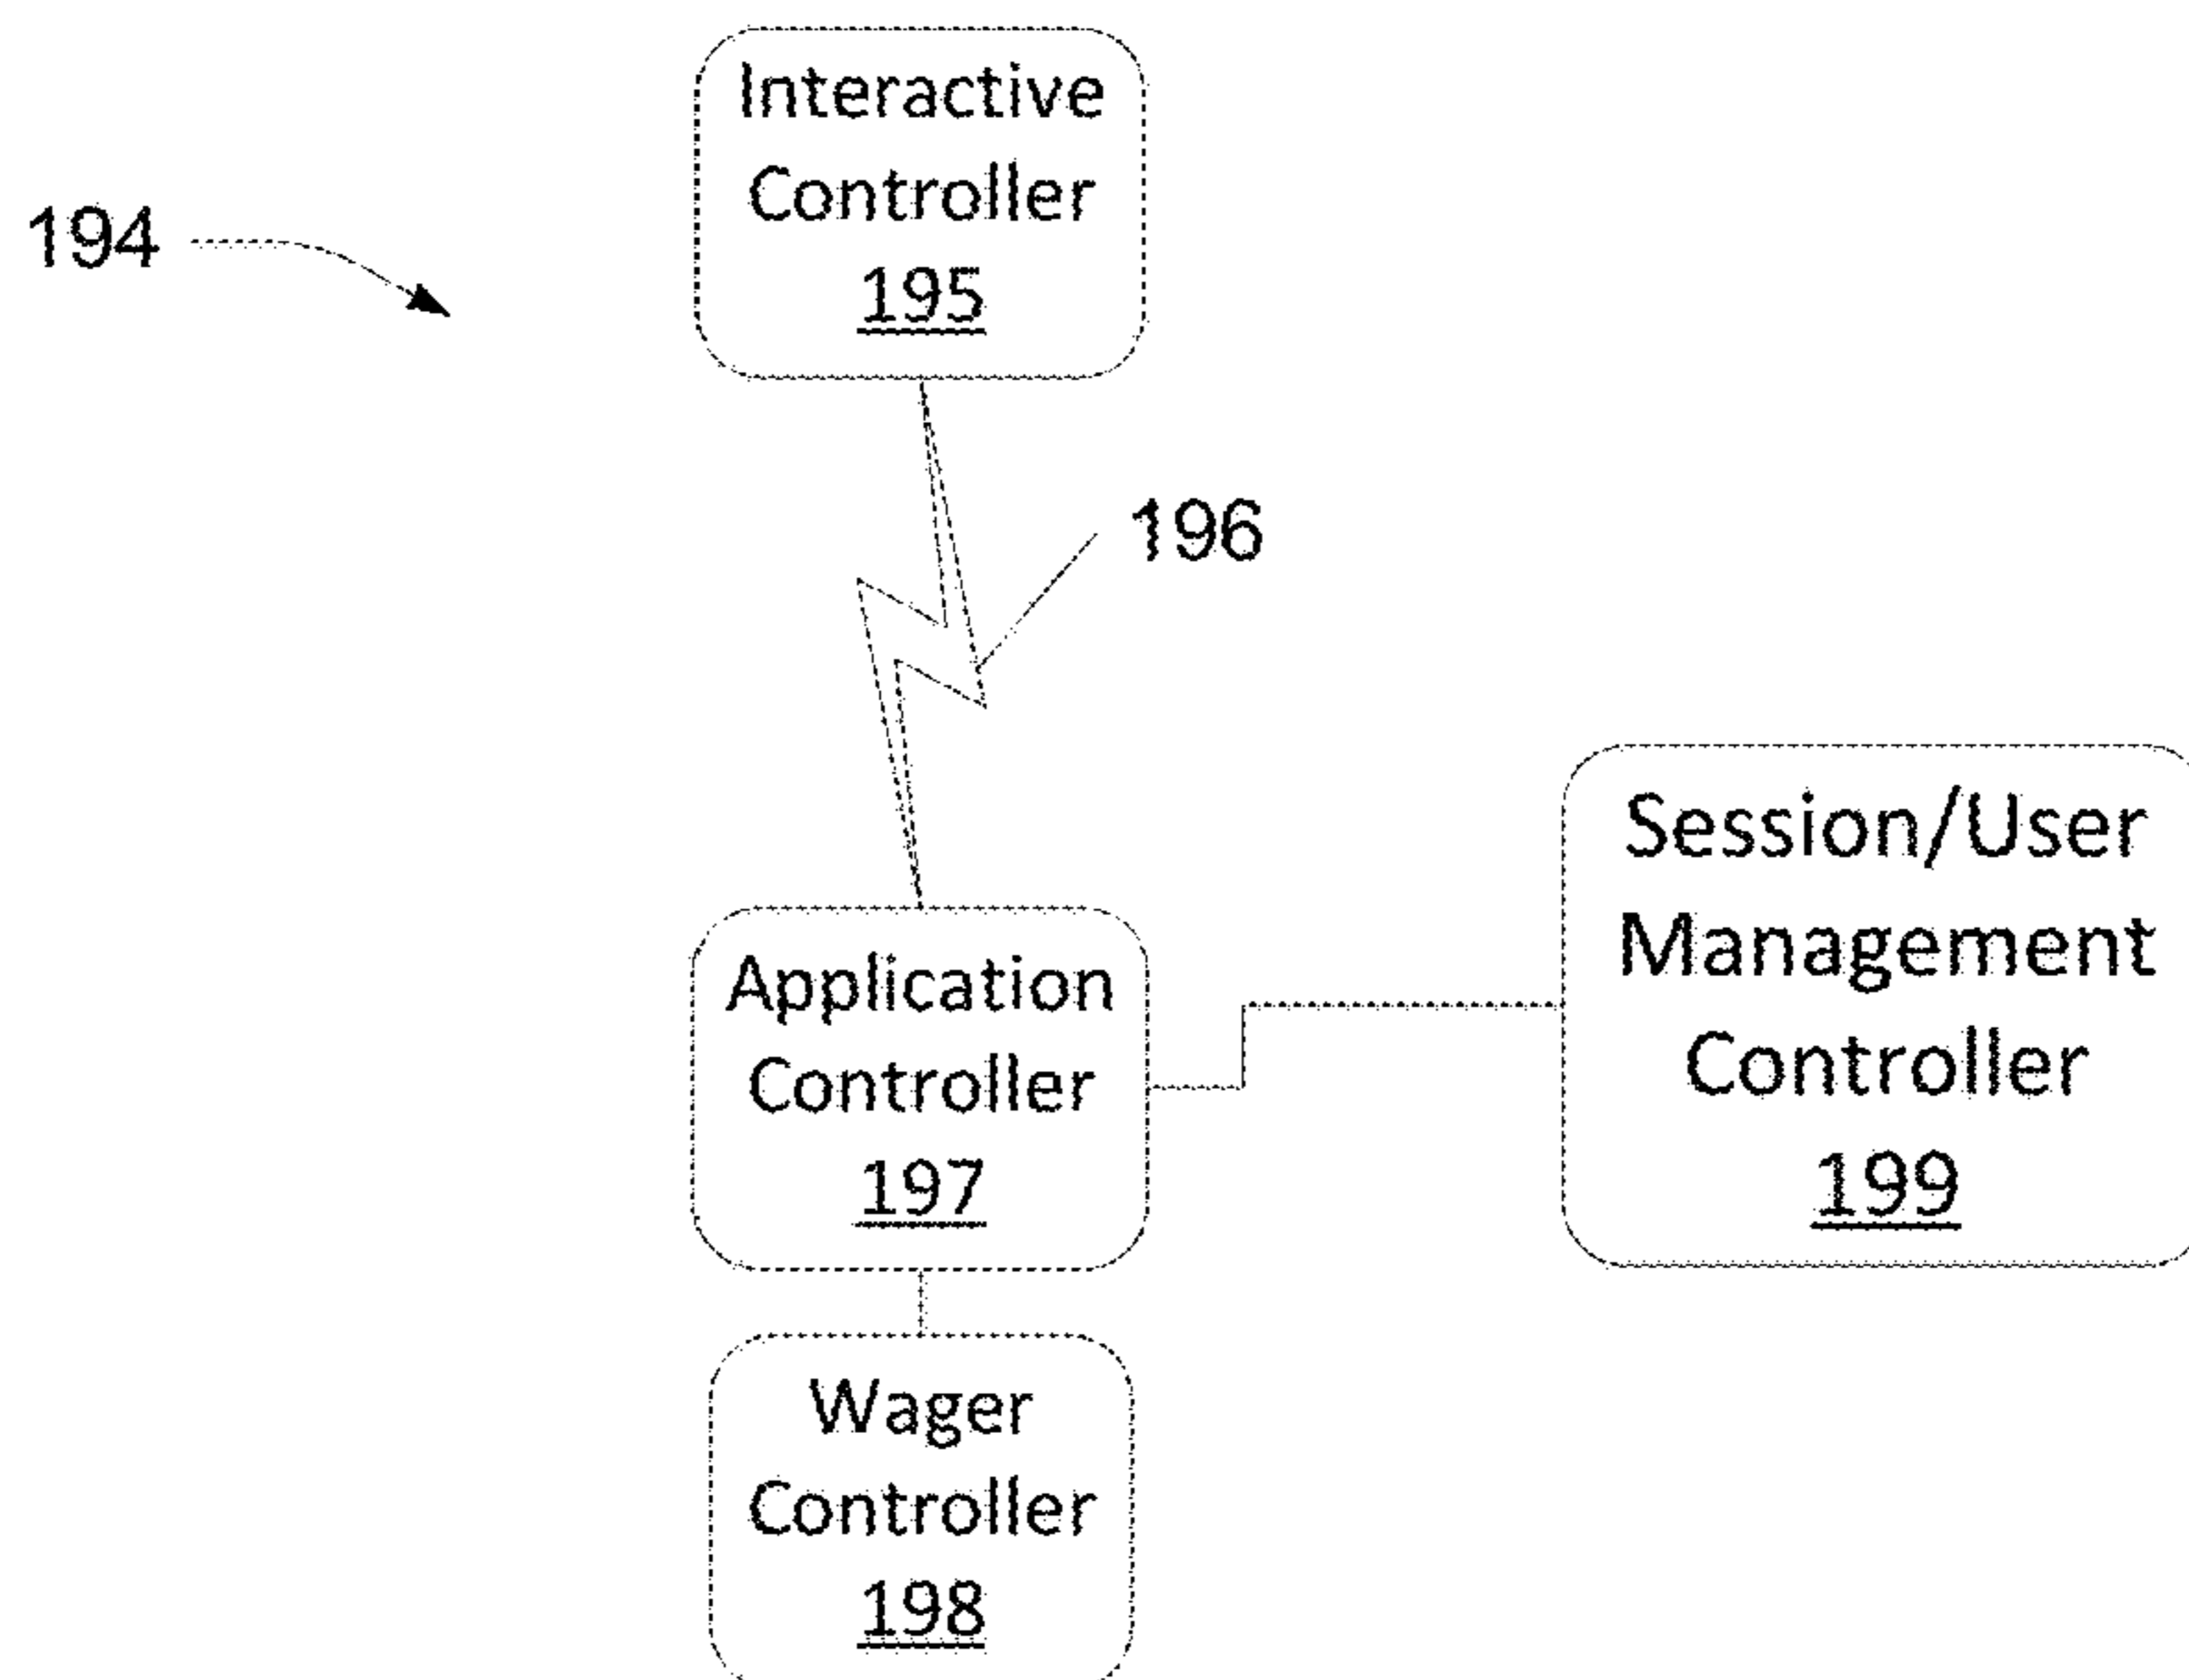 Interactive
Controller
195
194
196
Application
Controller
197
Session/User
Management
Controller
199
Wager
Controller
198